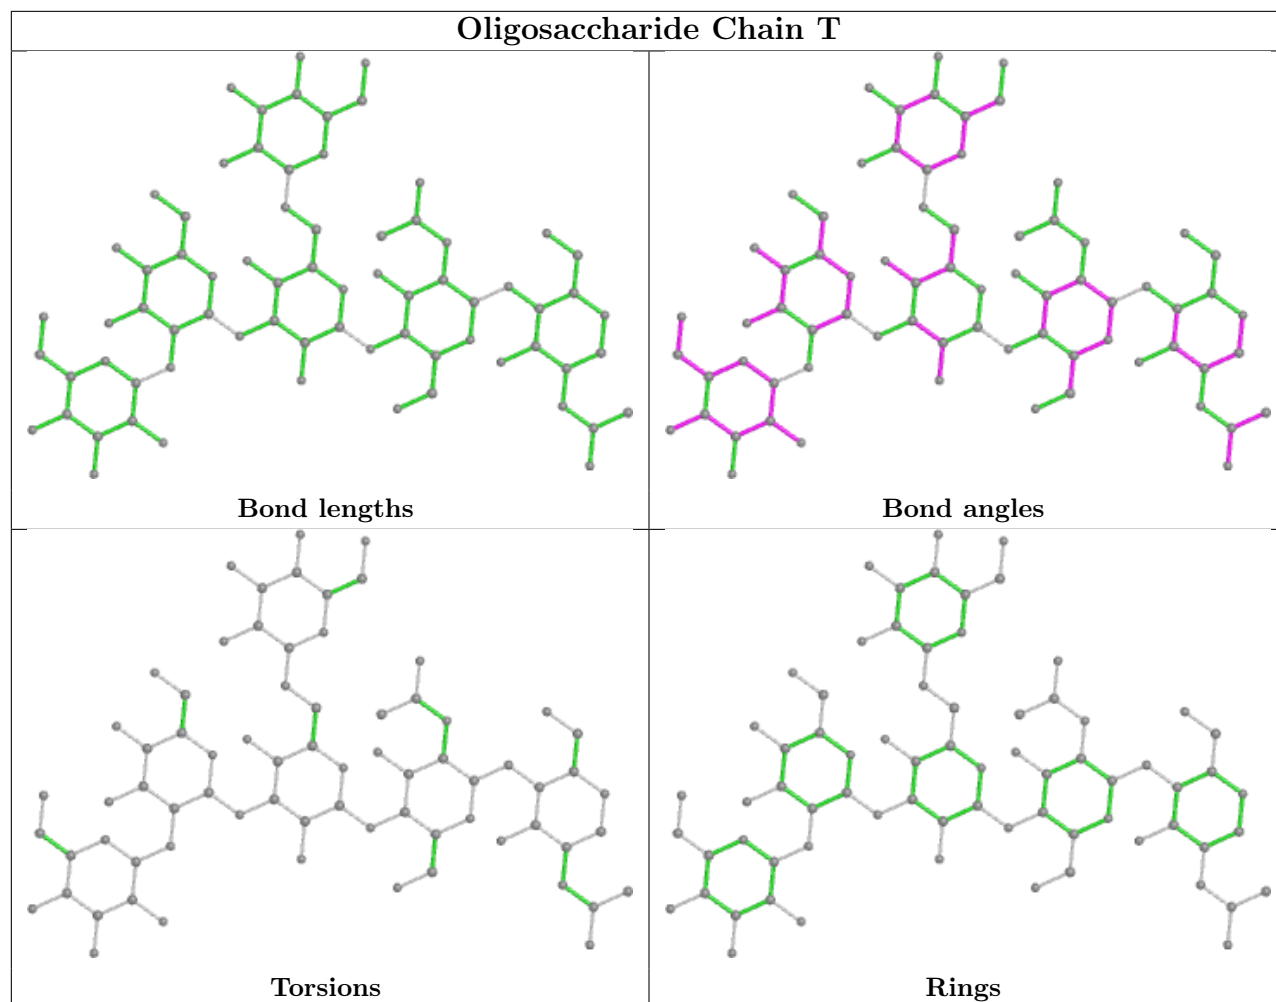 Oligosaccharide Chain T
Bond lengths
Bond angles
Torsions
Rings